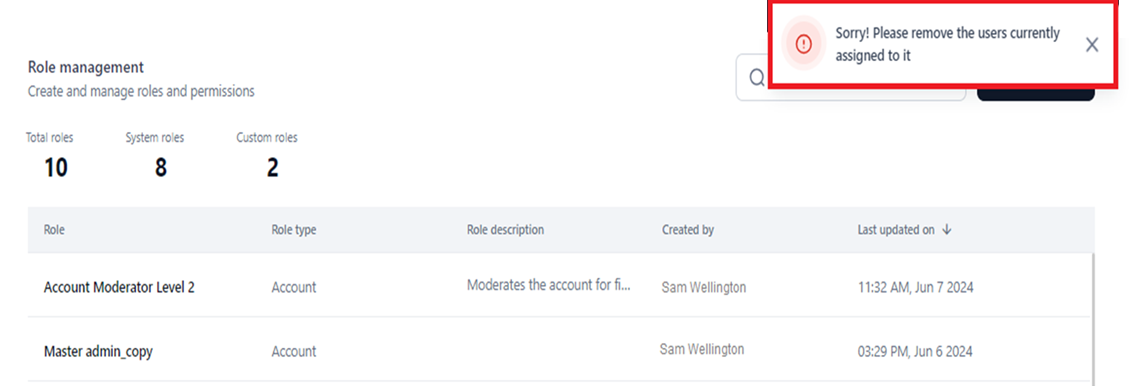 Sorry! Please remove the users currently
assigned to it
Role management
Create and manage roles and permissions
Total roles System roles Custom roles
10 8 2
Role Role type Role description Created by Last updated on
Account Moderator Level 2 Account Moderates the account for fi... Sam Wellington 11:32 AM, Jun 7 2024
Master admin_copy Account Sam Wellington 03:29 PM, Jun 6 2024